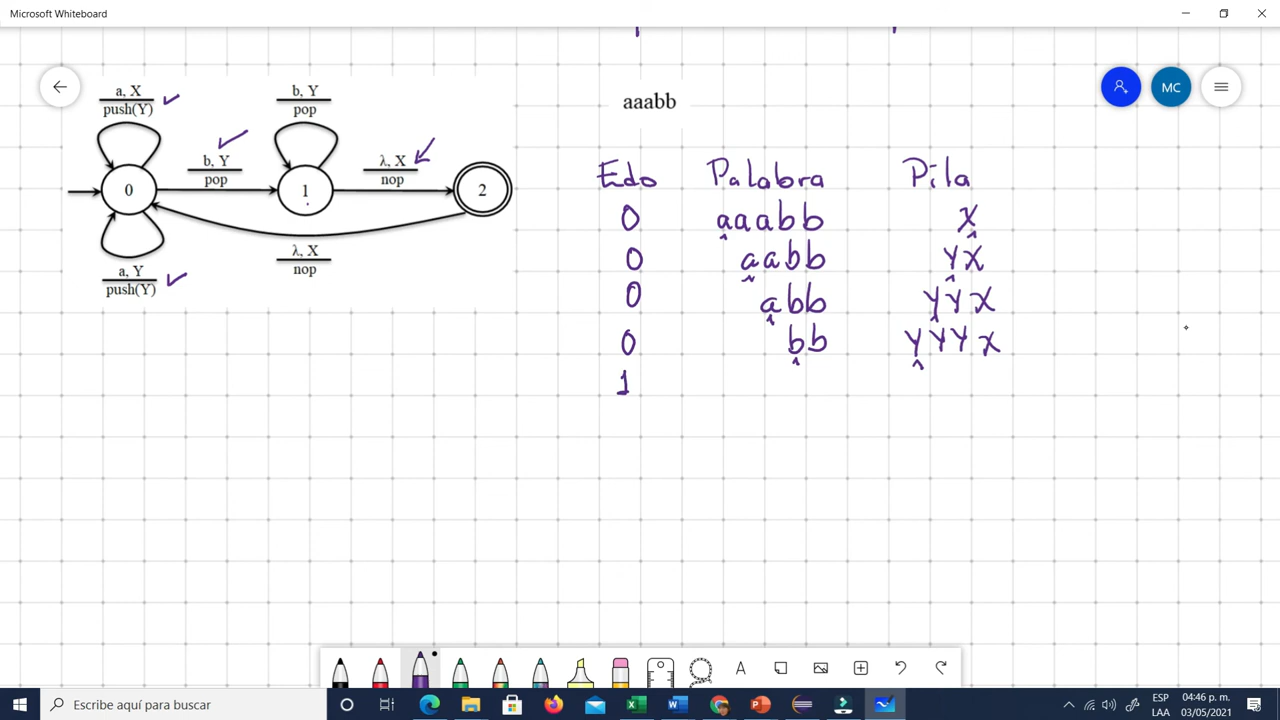 Microsoft Whiteboard
MC
a, X
push(Y)
b, Y
pop
b, Y
pop
λ, X
nop
0
1
2
λ, X
nop
a, Y
push(Y)
aaabb
Edo Palabra Pila
0 aaabb X
0 aabb YX
0 abb YYX
0 bb YYYX
1
A
Escribe aquí para buscar
ESP
LAA
04:46 p. m.
03/05/2021